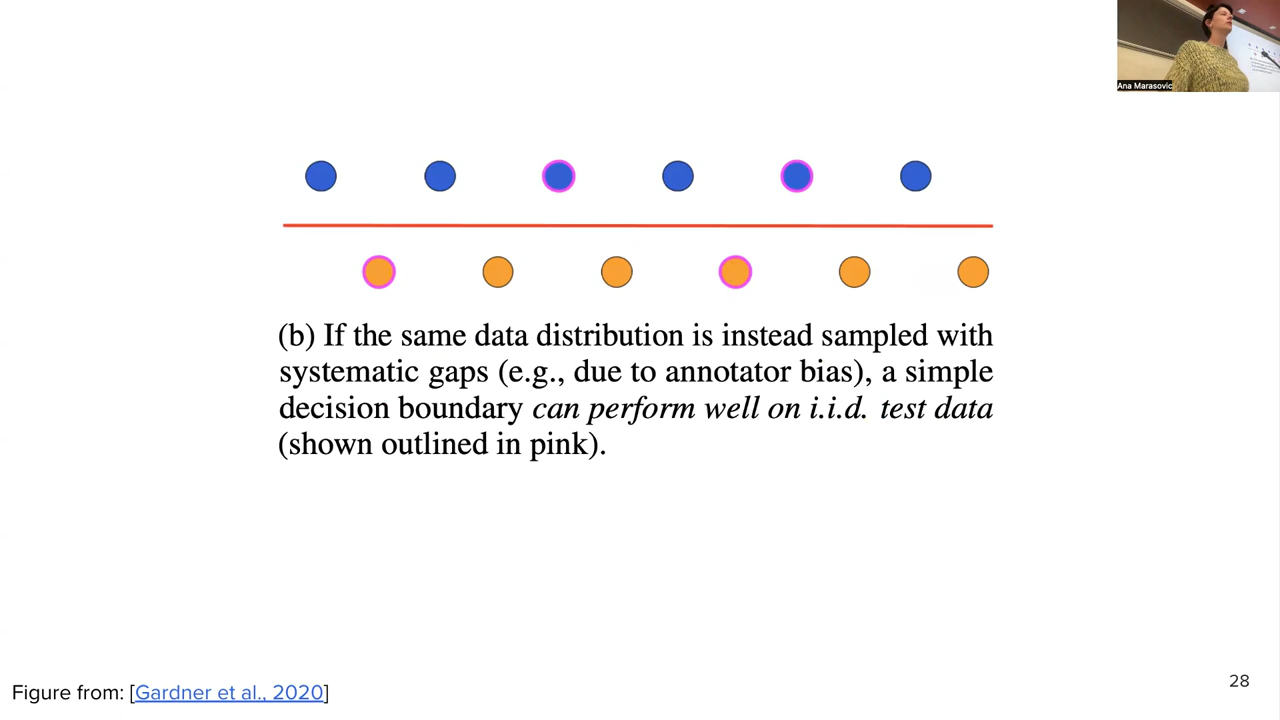 Ana Marasovic
(b) If the same data distribution is instead sampled with
systematic gaps (e.g., due to annotator bias), a simple
decision boundary can perform well on i.i.d. test data
(shown outlined in pink).
28
Figure from: [Gardner et al., 2020]